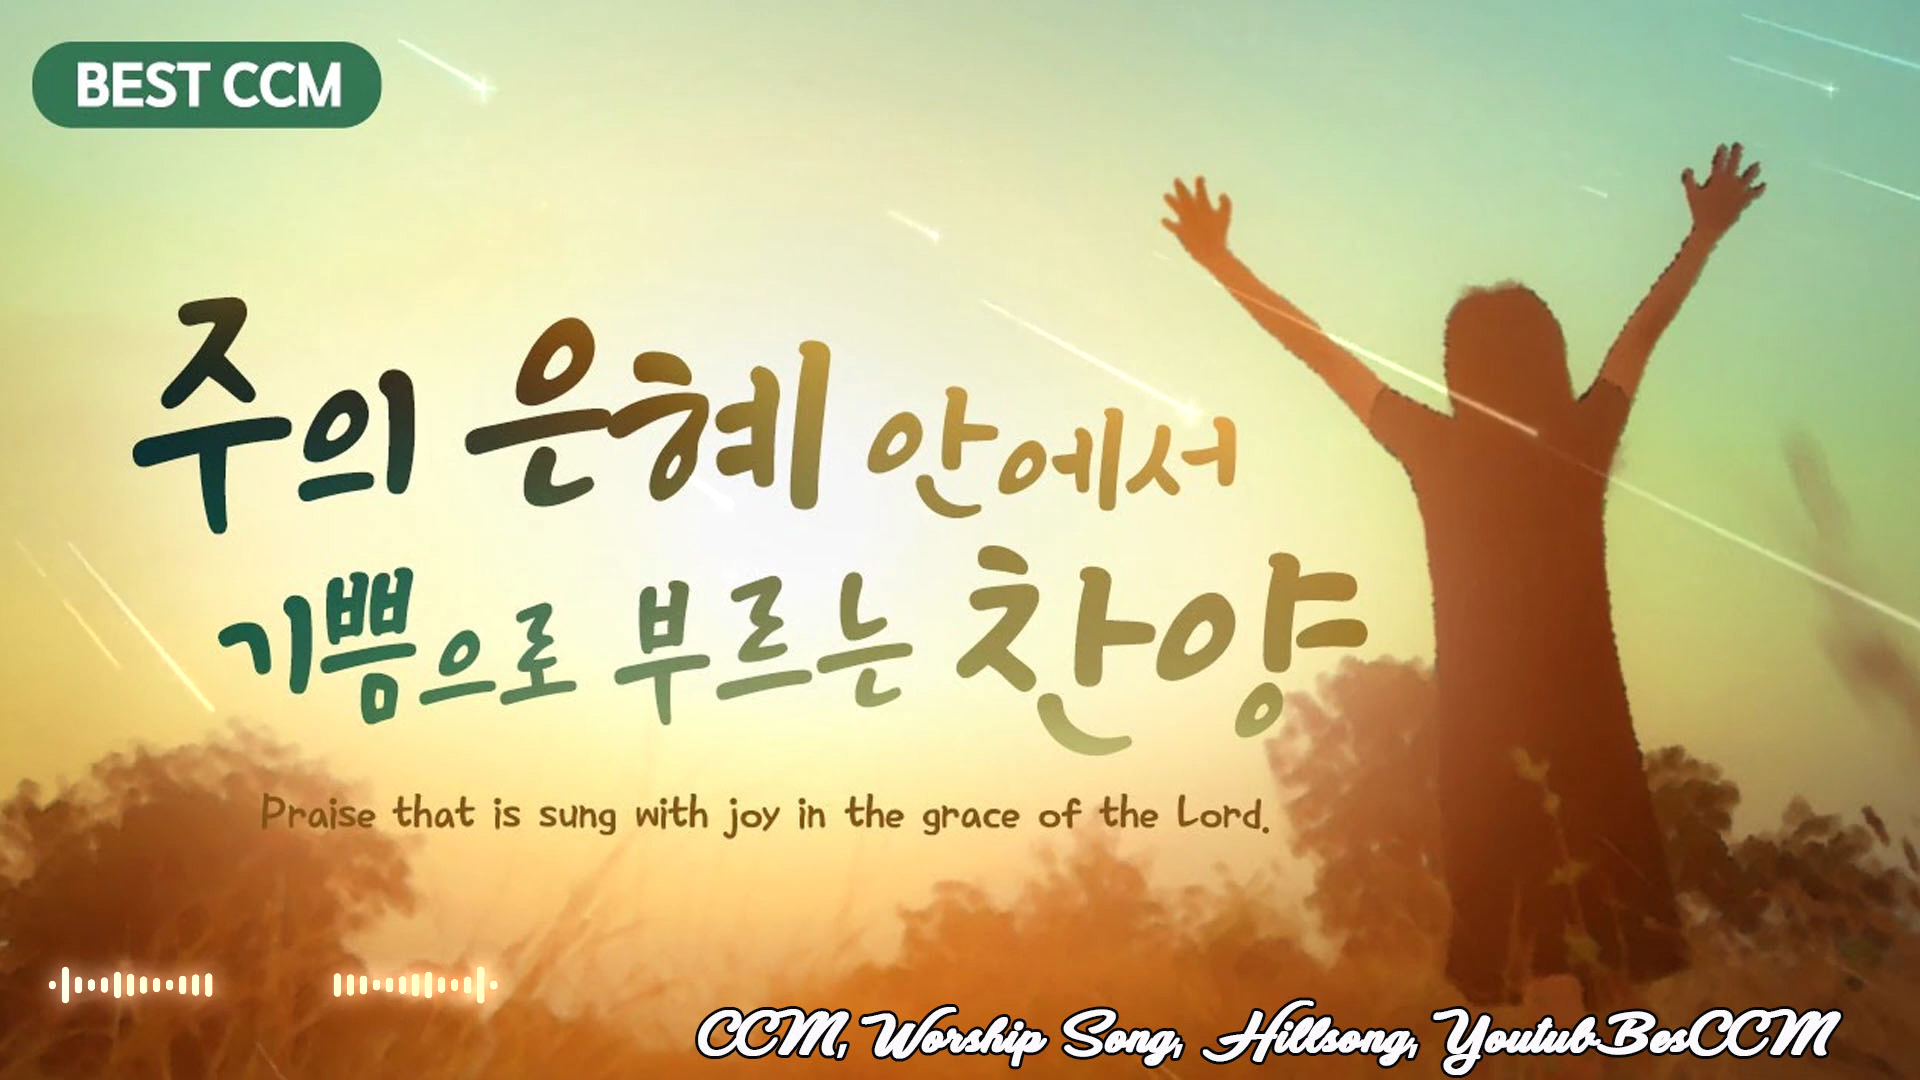 BEST CCM
주의 은혜 안에서
기쁨으로 부르는 찬양
Praise that is sung with joy in the grace of the Lord.
CCM, Worship Song, Hillsong, YoutubBesCCM